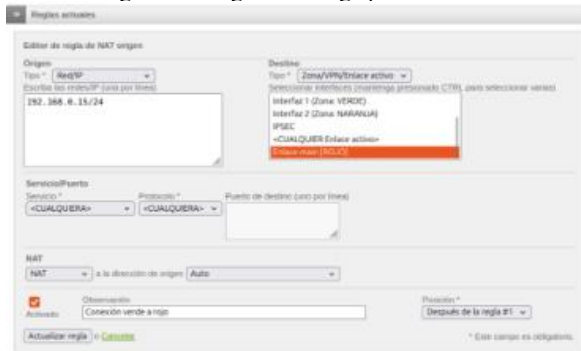 Reglas actuales
Editor de regla de NAT origen
Origen
Tipo * Red/IP
Escriba las redes/IP (uno por línea)
192.168.0.15/24
Destino
Tipo * Zona/VPN/Enlace activo
Seleccionar interfaces (mantenga presionado CTRL para seleccionar varias)
Interfaz 1 (Zona: VERDE)
Interfaz 2 (Zona: NARANJA)
IPSEC
<CUALQUIER Enlace activo>
Enlace main [ROJO]
Servicio/Puerto
Servicio * Protocolo * Puerto de destino (uno por línea)
<CUALQUIERA> <CUALQUIERA>
NAT
NAT a la dirección de origen Auto
Activado
Observación
Conexión verde a rojo
Posición *
Después de la regla #1
Actualizar regla o Cancelar
* Este campo es obligatorio.